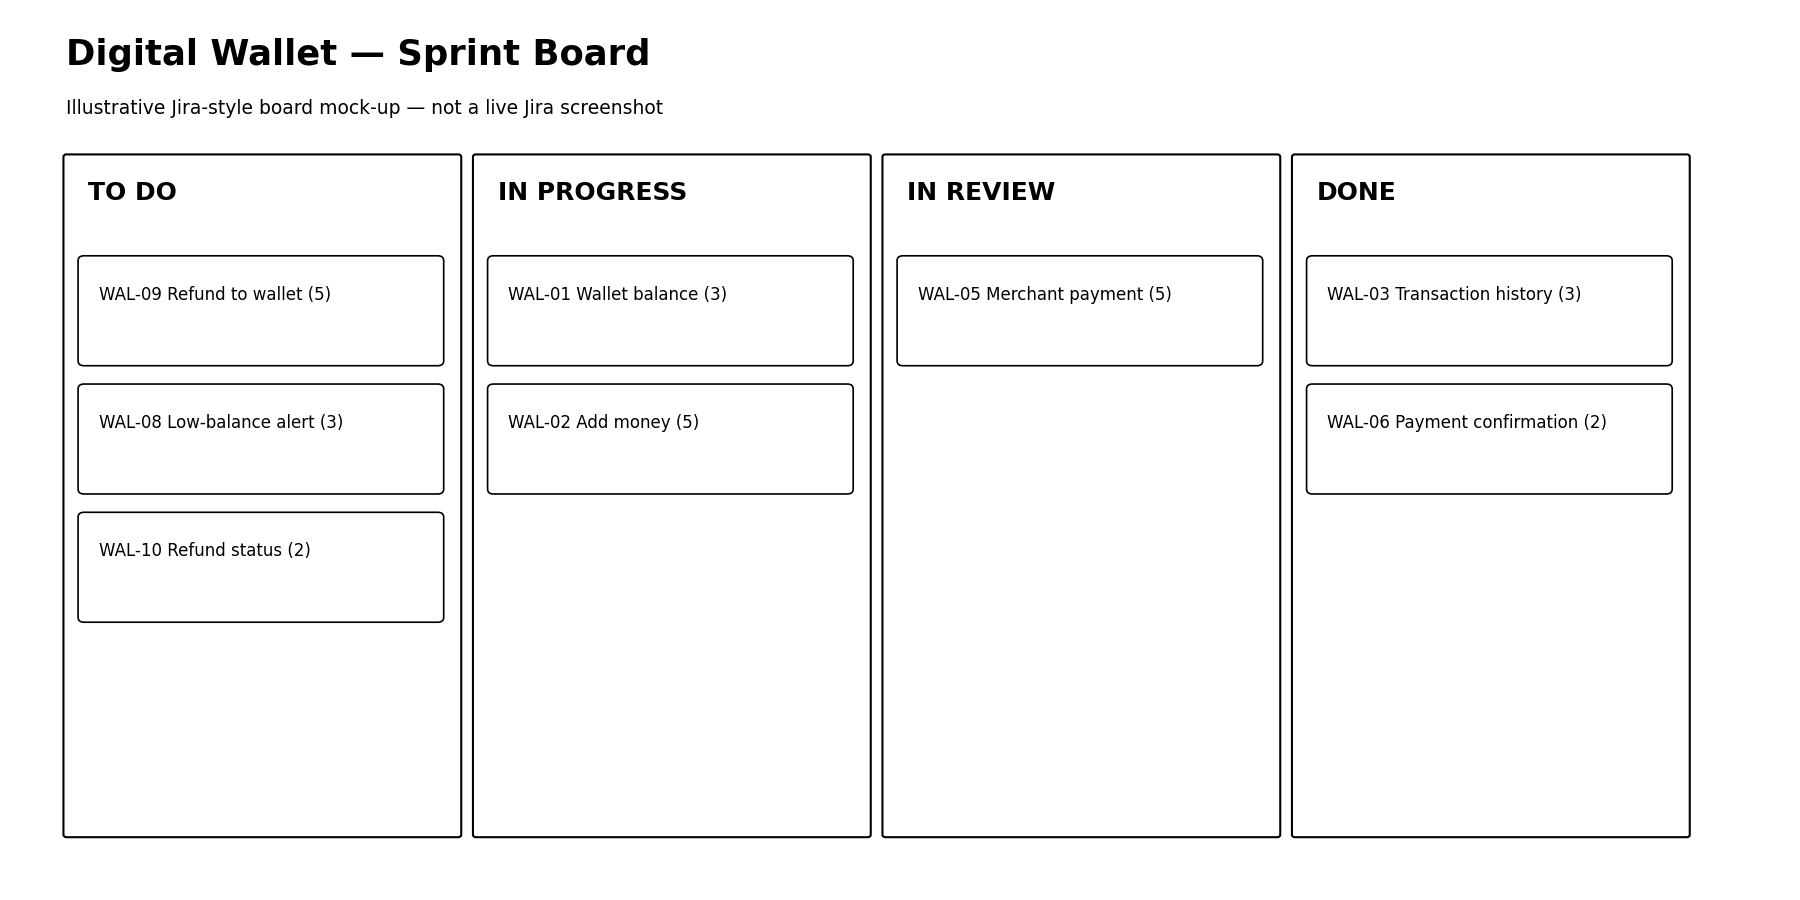 Digital Wallet — Sprint Board
Illustrative Jira-style board mock-up — not a live Jira screenshot
TO DO
WAL-09 Refund to wallet (5)
WAL-08 Low-balance alert (3)
WAL-10 Refund status (2)
IN PROGRESS
WAL-01 Wallet balance (3)
WAL-02 Add money (5)
IN REVIEW
WAL-05 Merchant payment (5)
DONE
WAL-03 Transaction history (3)
WAL-06 Payment confirmation (2)